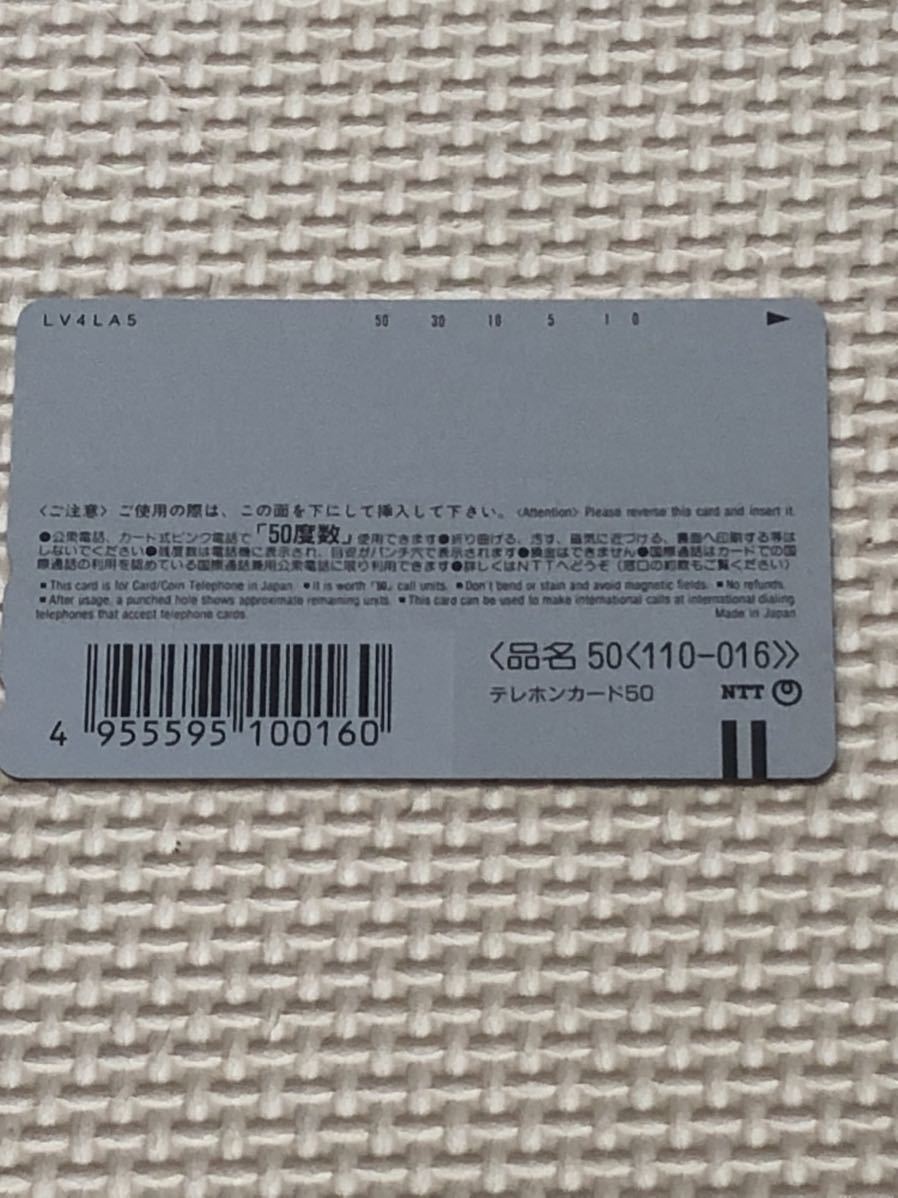 LV4LA5 50 30 10 5 1 0
〈ご注意〉ご使用の際は、この面を下にして挿入して下さい。〈Attention〉Please reverse this card and insert it.
●公衆電話、カード式ピンク電話で「50度数」使用できます●折り曲げる、汚す、磁気に近づける、裏面へ印刷する等は
しないでください●残度数は電話機に表示され、目安がパンチ穴で表示されます●換金はできません●国際通話はカードでの国
際通話の利用を認めている国際通話兼用公衆電話に限り利用できます●詳しくはNTTへどうぞ(窓口の約款もご覧ください)
■This card is for Card/Coin Telephone in Japan. ●It is worth「50」call units. ■Don't bend or stain and avoid magnetic fields. ■No refunds.
■After usage, a punched hole shows approximate remaining units. ■This card can be used to make international calls at international dialing
telephones that accept telephone cards. Made in Japan
〈品名 50〈110-016〉〉
テレホンカード50 NTT
4 955595 100160